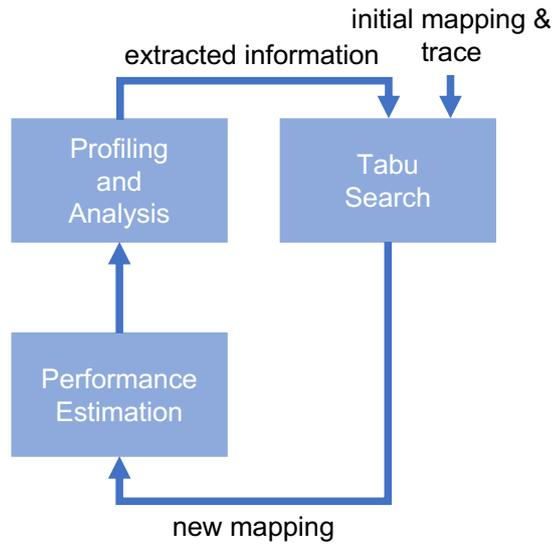 initial mapping &
trace
extracted information
Profiling
and
Analysis
Tabu
Search
Performance
Estimation
new mapping